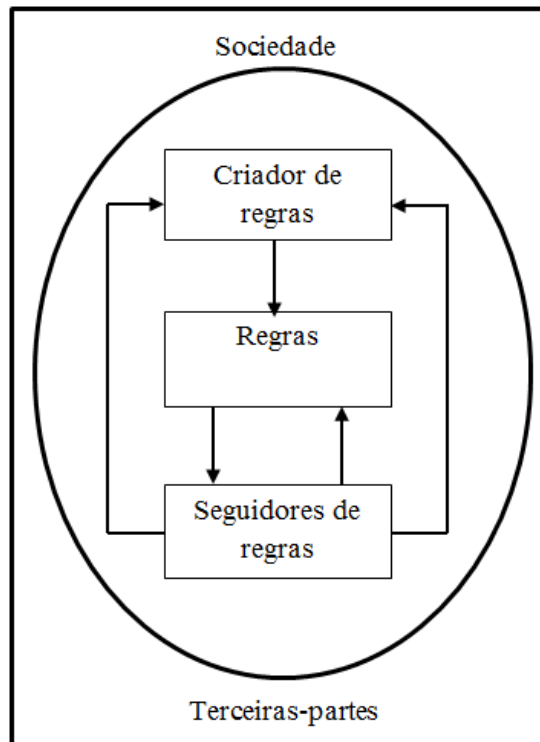 Sociedade
Criador de
regras
Regras
Seguidores de
regras
Terceiras-partes